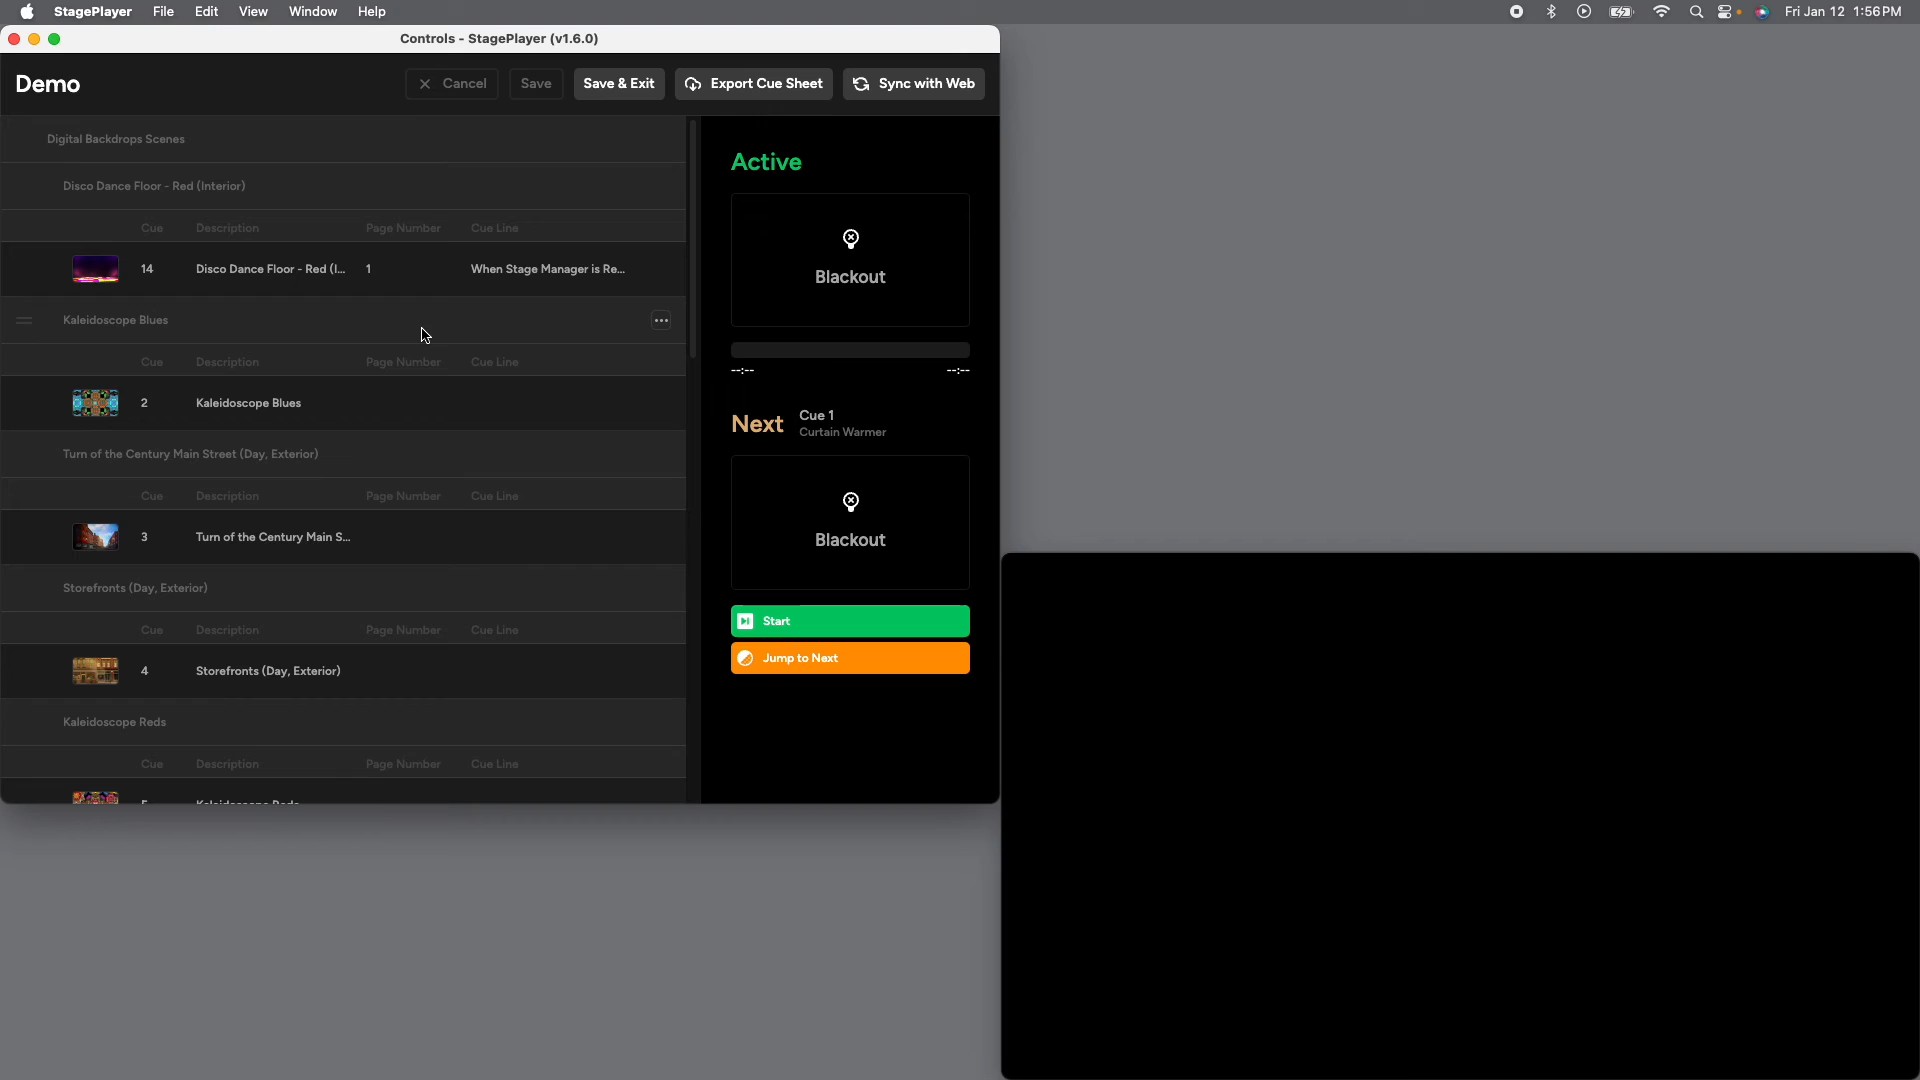 StagePlayer File Edit View Window Help
Fri Jan 12 1:56 PM
Controls - StagePlayer (v1.6.0)
Demo
Cancel
Save
Save & Exit
Export Cue Sheet
Sync with Web
Digital Backdrops Scenes
Disco Dance Floor - Red (Interior)
Cue Description Page Number Cue Line
14 Disco Dance Floor - Red (I... 1 When Stage Manager is Re...
Kaleidoscope Blues
Cue Description Page Number Cue Line
2 Kaleidoscope Blues
Turn of the Century Main Street (Day, Exterior)
Cue Description Page Number Cue Line
3 Turn of the Century Main S...
Storefronts (Day, Exterior)
Cue Description Page Number Cue Line
4 Storefronts (Day, Exterior)
Kaleidoscope Reds
Cue Description Page Number Cue Line
5 Kaleidoscope Reds
Active
Blackout
--:-- --:--
Next
Cue 1
Curtain Warmer
Blackout
Start
Jump to Next